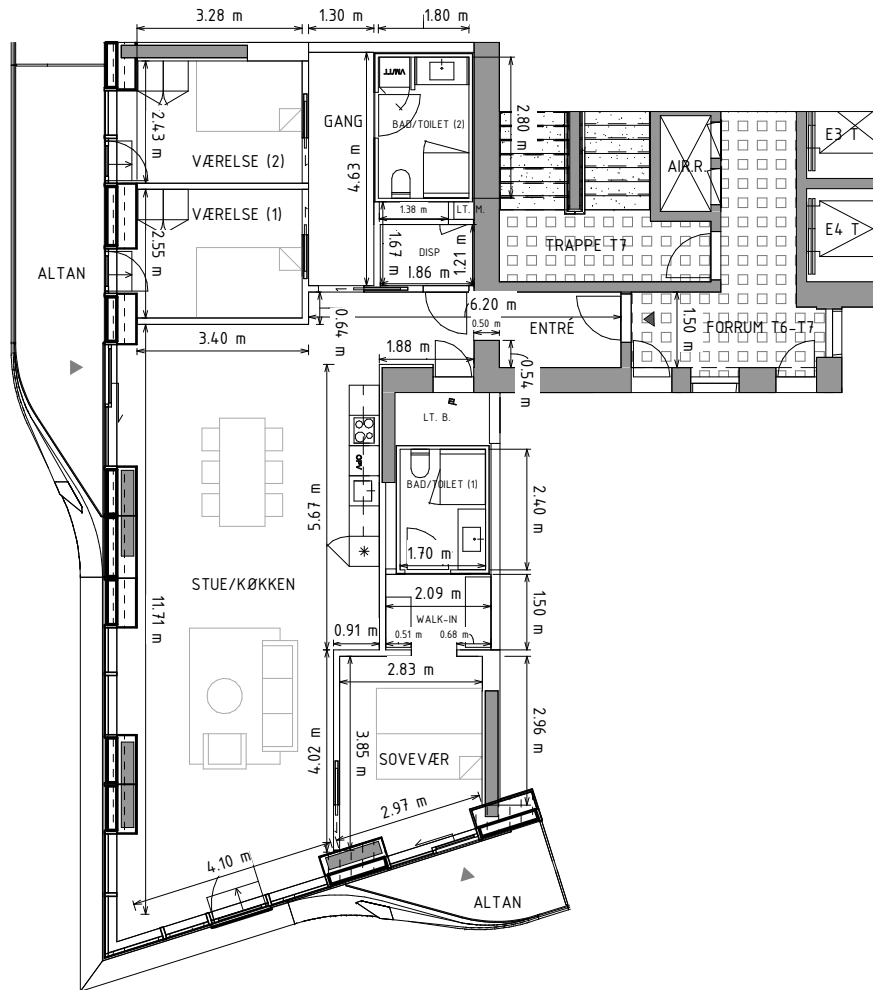 3.28 m
1.30 m
1.80 m
VM/TT
2.43 m
GANG
BAD/TOILET (2)
2.80 m
4.63 m
VÆRELSE (2)
AIR.R.
E3 T
VÆRELSE (1)
2.55 m
1.38 m
LT. M.
E4 T
ALTAN
1.67 m
DISP
1.21 m
TRAPPE T7
1.86 m
6.20 m
0.64 m
0.50 m
ENTRÉ
1.50 m
FORRUM T6-T7
3.40 m
1.88 m
0.54 m
EL
LT. B.
OPV
BAD/TOILET (1)
2.40 m
5.67 m
1.70 m
STUE/KØKKEN
11.71 m
2.09 m
1.50 m
WALK-IN
0.91 m
0.51 m
0.68 m
2.83 m
2.96 m
4.02 m
3.85 m
SOVEVÆR
2.97 m
4.10 m
ALTAN